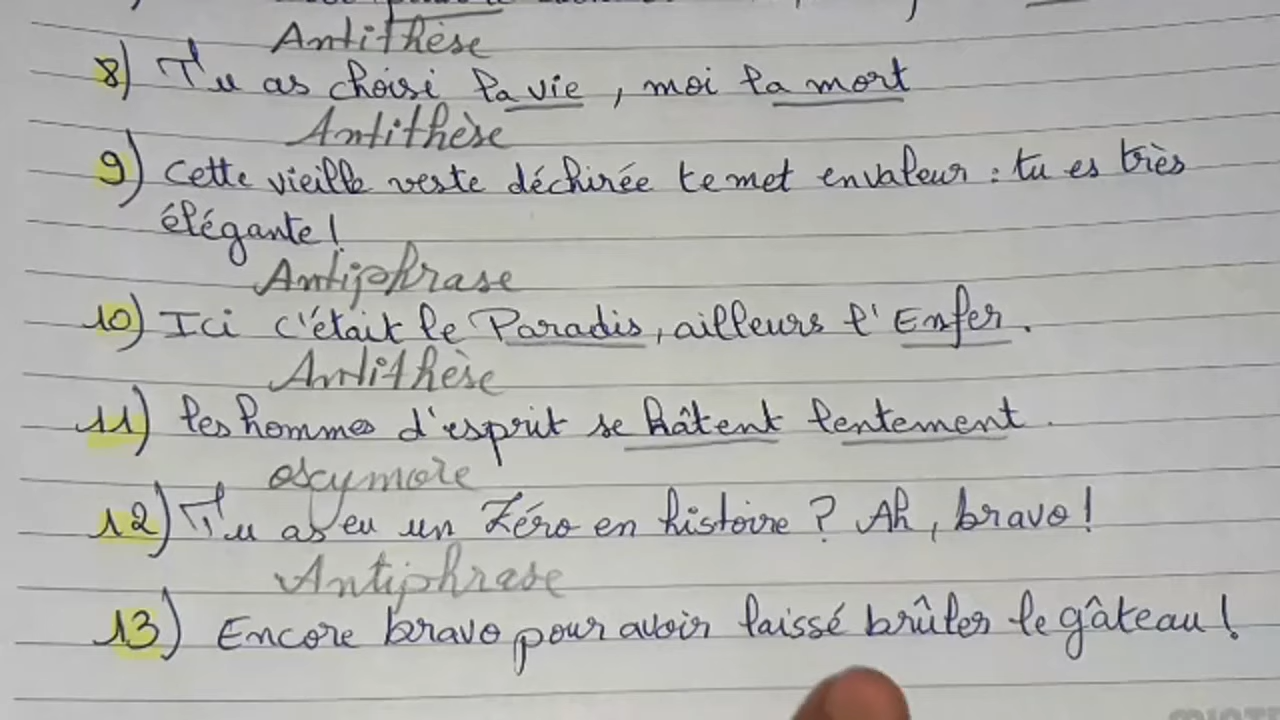 Antithèse
8) Tu as choisi la vie, moi la mort
Antithèse
9) Cette vieille veste déchirée te met en valeur : tu es très
élégante !
Antiphrase
10) Ici c'était le Paradis, ailleurs l'Enfer.
Antithèse
11) les hommes d'esprit se hâtent lentement.
oxymore
12) Tu as eu un Zéro en histoire ? Ah, bravo !
Antiphrase
13) Encore bravo pour avoir laissé brûler le gâteau !